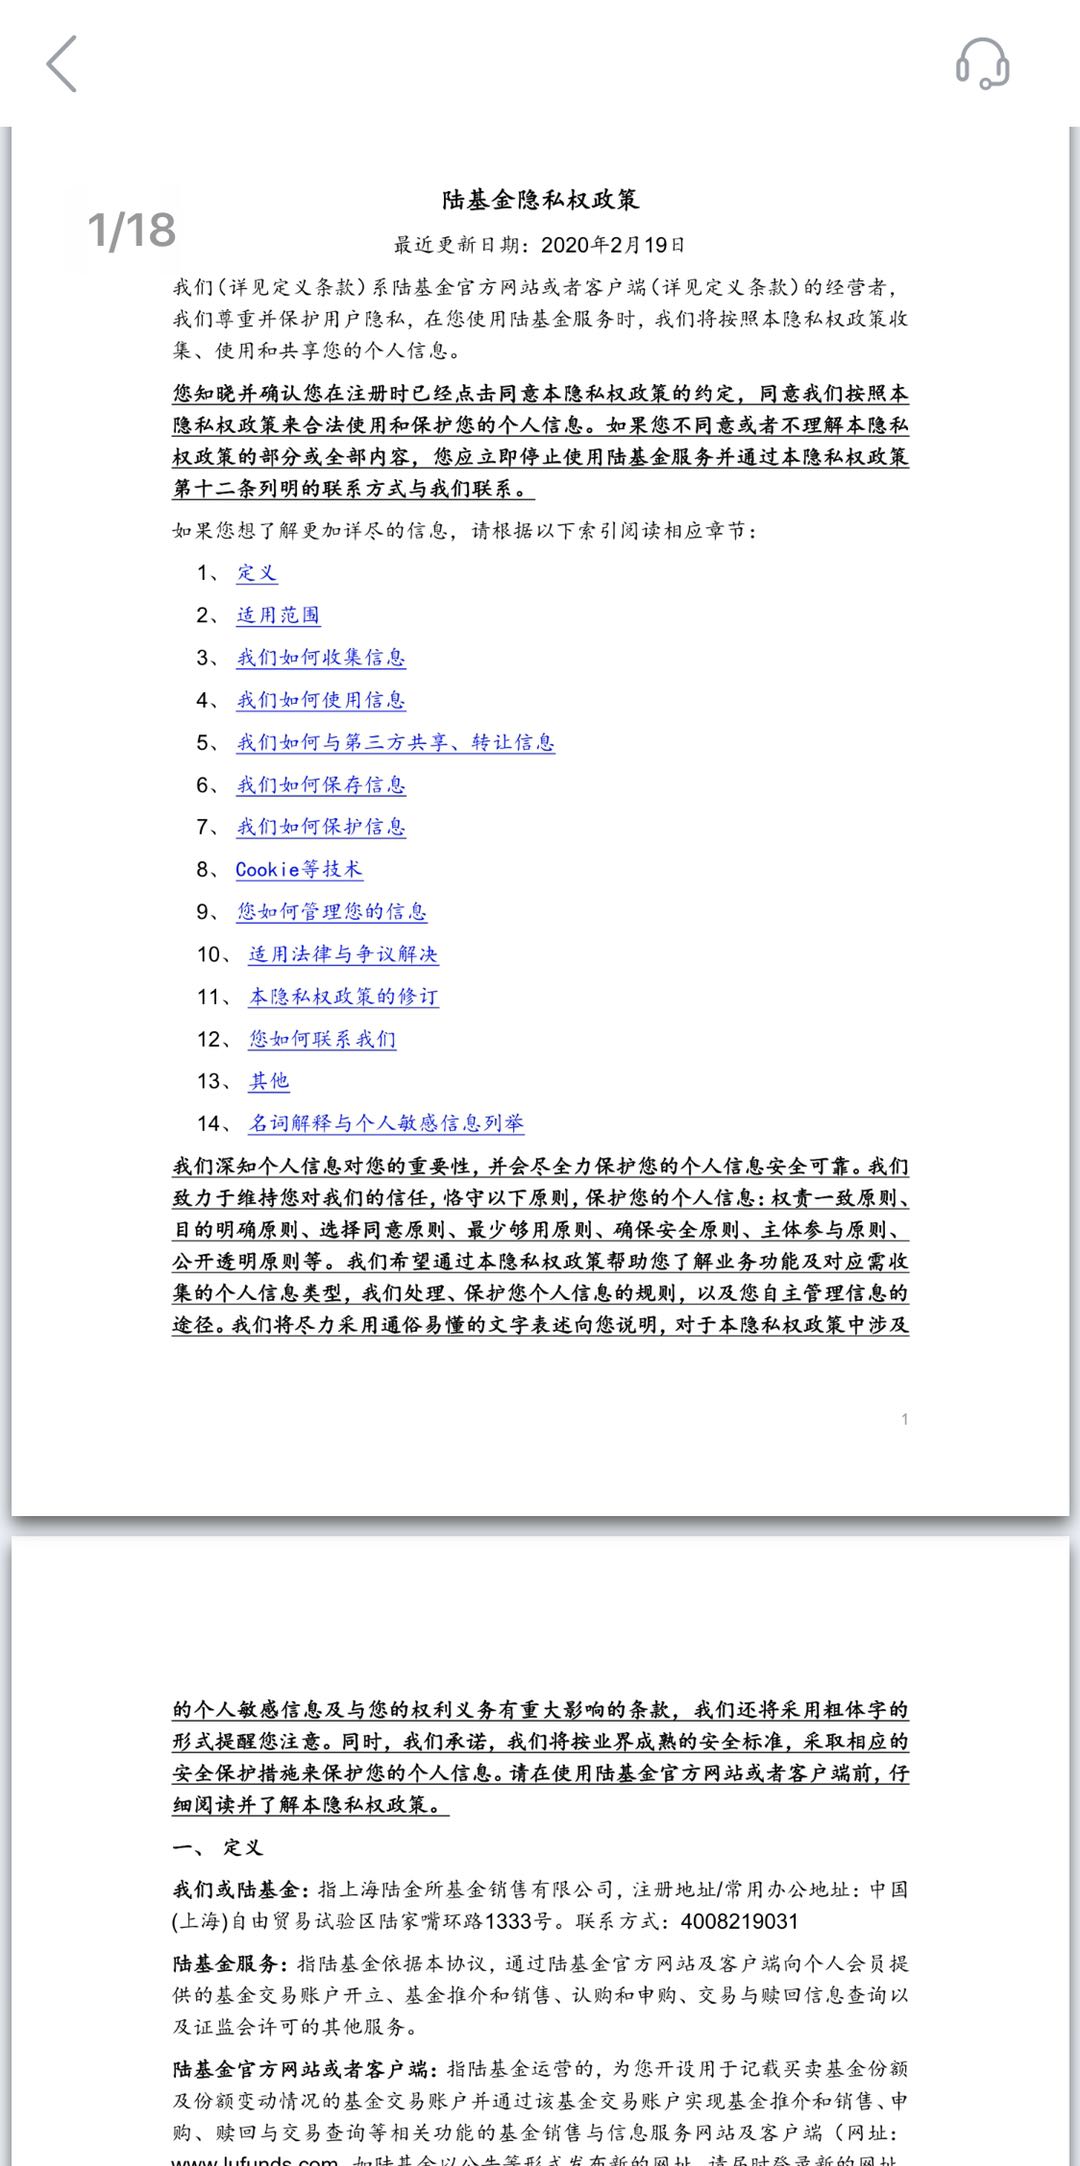 1/18
陆基金隐私权政策
最近更新日期：2020年2月19日
我们（详见定义条款）系陆基金官方网站或者客户端（详见定义条款）的经营者，
我们尊重并保护用户隐私，在您使用陆基金服务时，我们将按照本隐私权政策收
集、使用和共享您的个人信息。
您知晓并确认您在注册时已经点击同意本隐私权政策的约定，同意我们按照本
隐私权政策来合法使用和保护您的个人信息。如果您不同意或者不理解本隐私
权政策的部分或全部内容，您应立即停止使用陆基金服务并通过本隐私权政策
第十二条列明的联系方式与我们联系。
如果您想了解更加详尽的信息，请根据以下索引阅读相应章节：
1、 定义
2、 适用范围
3、 我们如何收集信息
4、 我们如何使用信息
5、 我们如何与第三方共享、转让信息
6、 我们如何保存信息
7、 我们如何保护信息
8、 Cookie等技术
9、 您如何管理您的信息
10、 适用法律与争议解决
11、 本隐私权政策的修订
12、 您如何联系我们
13、 其他
14、 名词解释与个人敏感信息列举
我们深知个人信息对您的重要性，并会尽全力保护您的个人信息安全可靠。我们
致力于维持您对我们的信任，恪守以下原则，保护您的个人信息：权责一致原则、
目的明确原则、选择同意原则、最少够用原则、确保安全原则、主体参与原则、
公开透明原则等。我们希望通过本隐私权政策帮助您了解业务功能及对应需收
集的个人信息类型，我们处理、保护您个人信息的规则，以及您自主管理信息的
途径。我们将尽力采用通俗易懂的文字表述向您说明，对于本隐私权政策中涉及
1
的个人敏感信息及与您的权利义务有重大影响的条款，我们还将采用粗体字的
形式提醒您注意。同时，我们承诺，我们将按业界成熟的安全标准，采取相应的
安全保护措施来保护您的个人信息。请在使用陆基金官方网站或者客户端前，仔
细阅读并了解本隐私权政策。
一、 定义
我们或陆基金：指上海陆金所基金销售有限公司，注册地址/常用办公地址：中国
(上海)自由贸易试验区陆家嘴环路1333号。联系方式：4008219031
陆基金服务：指陆基金依据本协议，通过陆基金官方网站及客户端向个人会员提
供的基金交易账户开立、基金推介和销售、认购和申购、交易与赎回信息查询以
及证监会许可的其他服务。
陆基金官方网站或者客户端：指陆基金运营的，为您开设用于记载买卖基金份额
及份额变动情况的基金交易账户并通过该基金交易账户实现基金推介和销售、申
购、赎回与交易查询等相关功能的基金销售与信息服务网站及客户端（网址：
www.lufunds.com，如陆基金以公告等形式发布新的网址，请届时登录新的网址